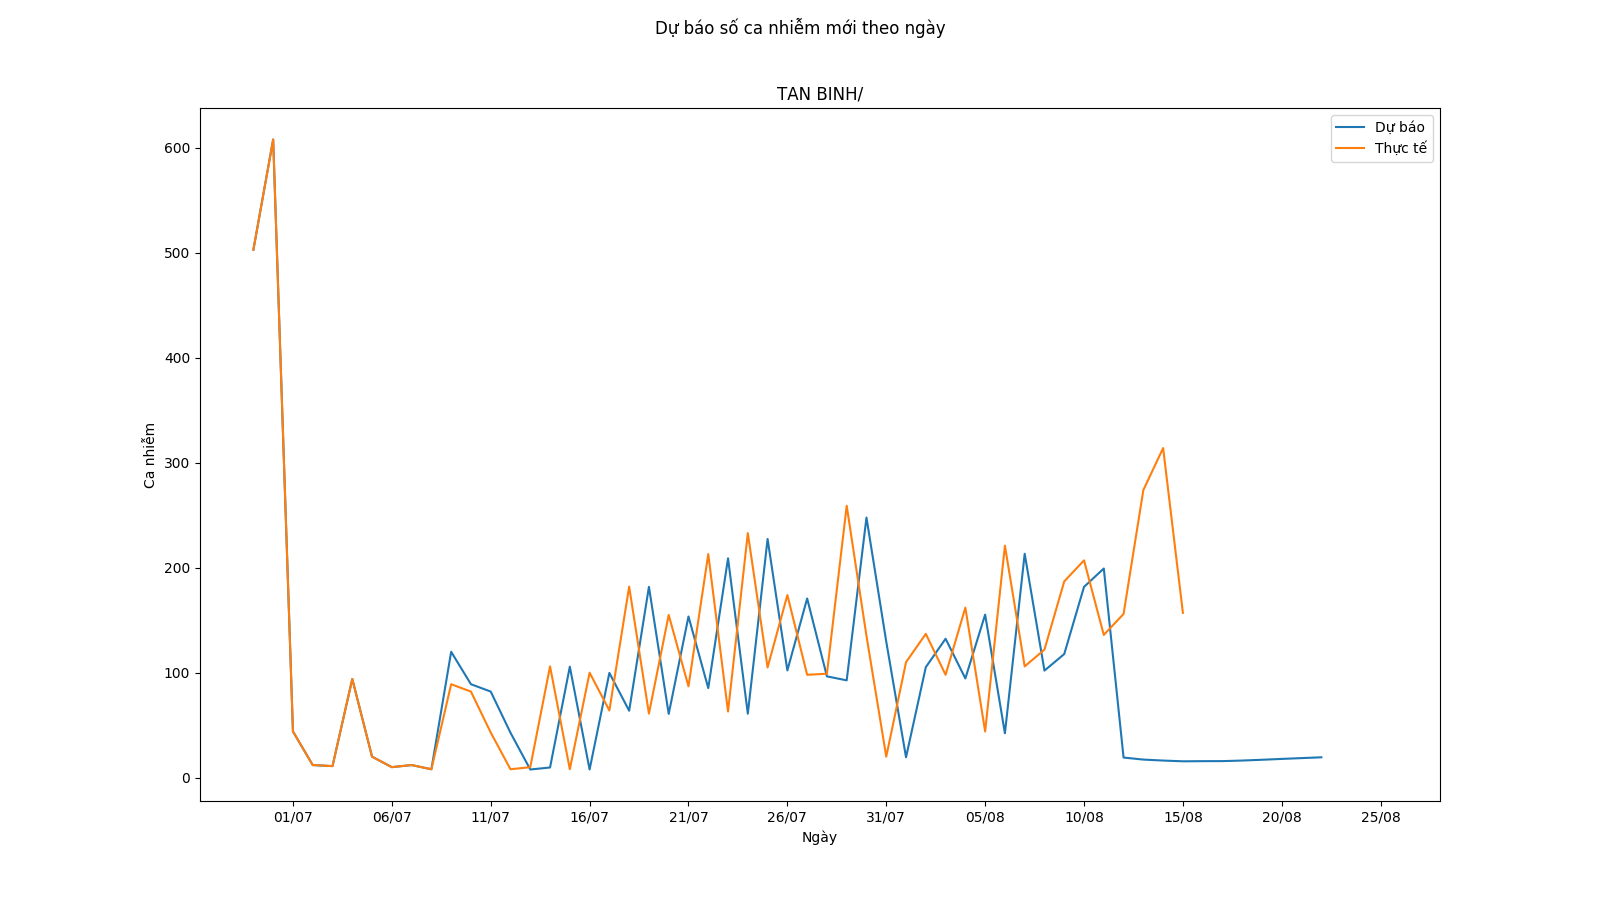 Dự báo số ca nhiễm mới theo ngày
TAN BINH/
Dự báo
Thực tế
600
500
400
300
200
100
0
Ca nhiễm
01/07 06/07 11/07 16/07 21/07 26/07 31/07 05/08 10/08 15/08 20/08 25/08
Ngày